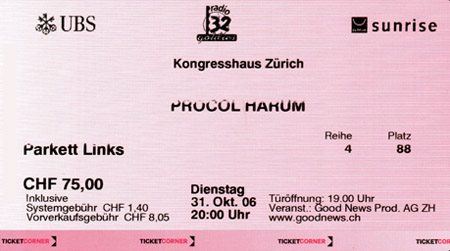 UBS
radio
32
goldies
sunrise
Kongresshaus Zürich
PROCOL HARUM
Reihe Platz
Parkett Links 4 88
CHF 75,00
Inklusive
Systemgebühr CHF 1,40
Vorverkaufsgebühr CHF 8,05
Dienstag
31. Okt. 06
20:00 Uhr
Türöffnung: 19.00 Uhr
Veranst.: Good News Prod. AG ZH
www.goodnews.ch
TICKETCORNER TICKETCORNER TICKETCORNER TICKETCORNER